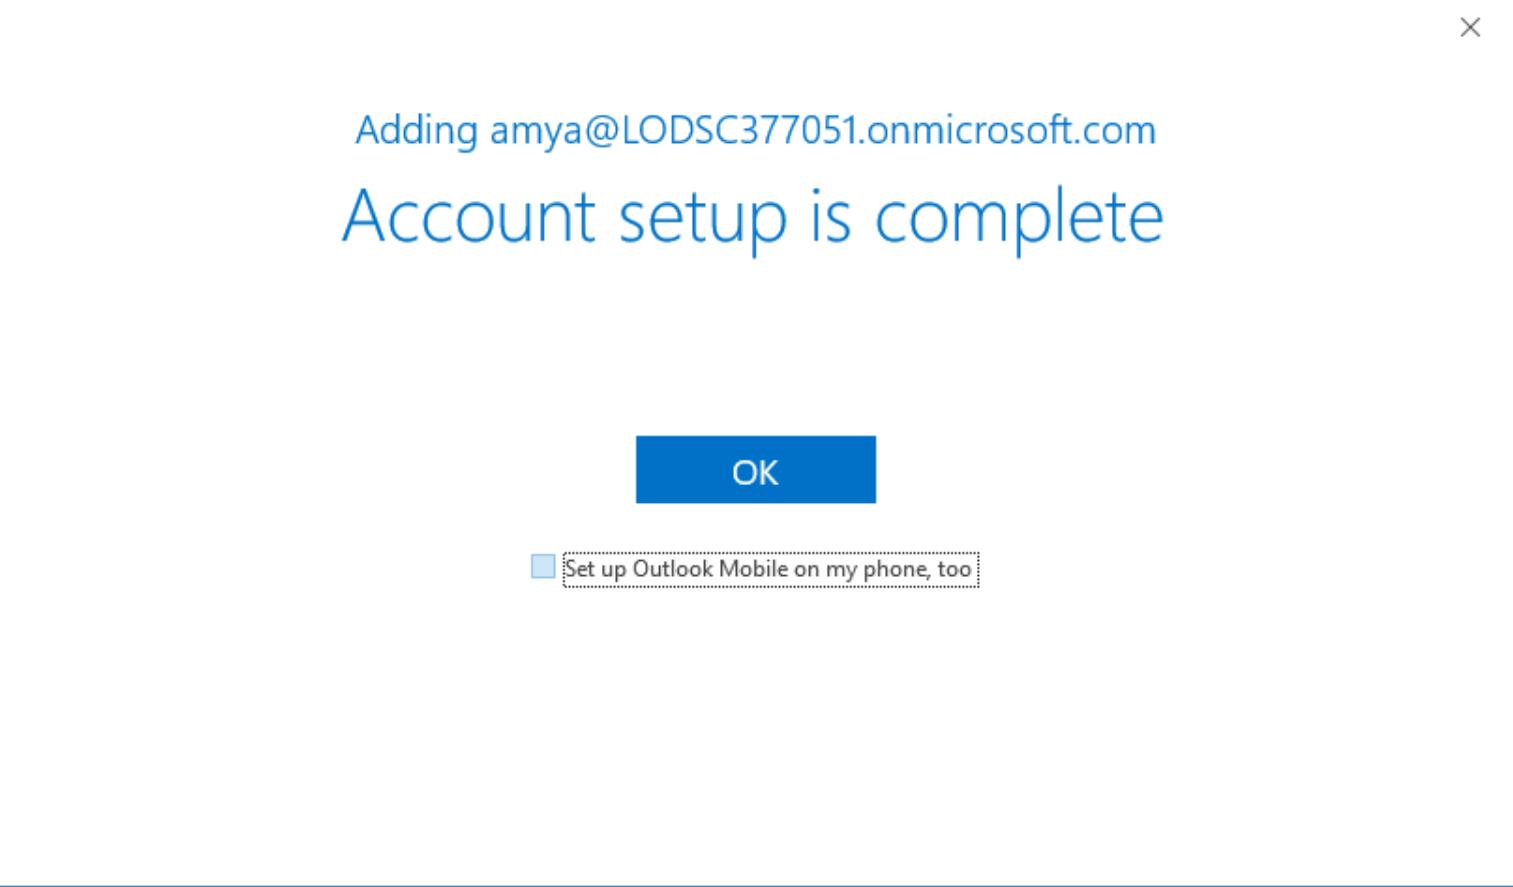 Adding amya@LODSC377051.onmicrosoft.com
Account setup is complete
OK
Set up Outlook Mobile on my phone, too